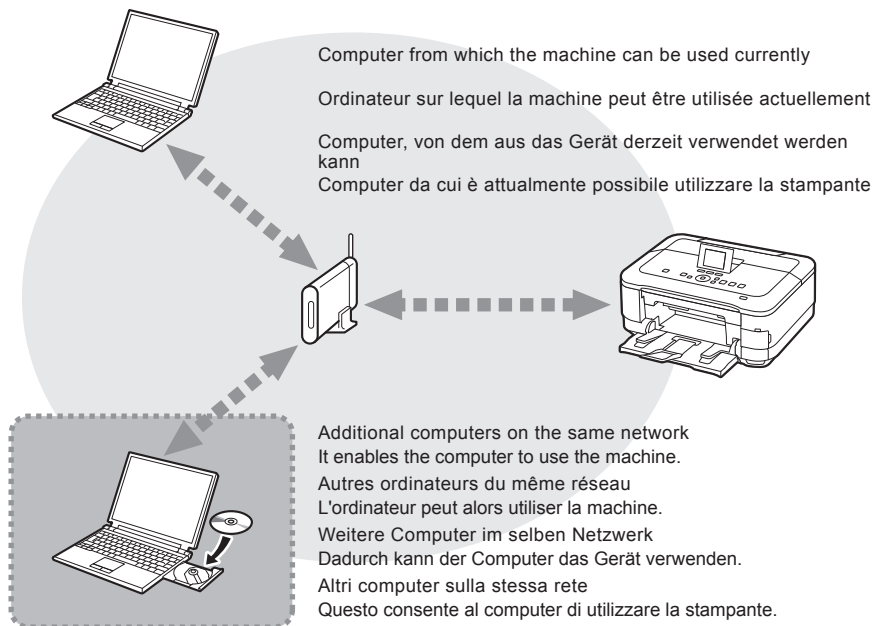 Computer from which the machine can be used currently
Ordinateur sur lequel la machine peut être utilisée actuellement
Computer, von dem aus das Gerät derzeit verwendet werden
kann
Computer da cui è attualmente possibile utilizzare la stampante
Additional computers on the same network
It enables the computer to use the machine.
Autres ordinateurs du même réseau
L'ordinateur peut alors utiliser la machine.
Weitere Computer im selben Netzwerk
Dadurch kann der Computer das Gerät verwenden.
Altri computer sulla stessa rete
Questo consente al computer di utilizzare la stampante.